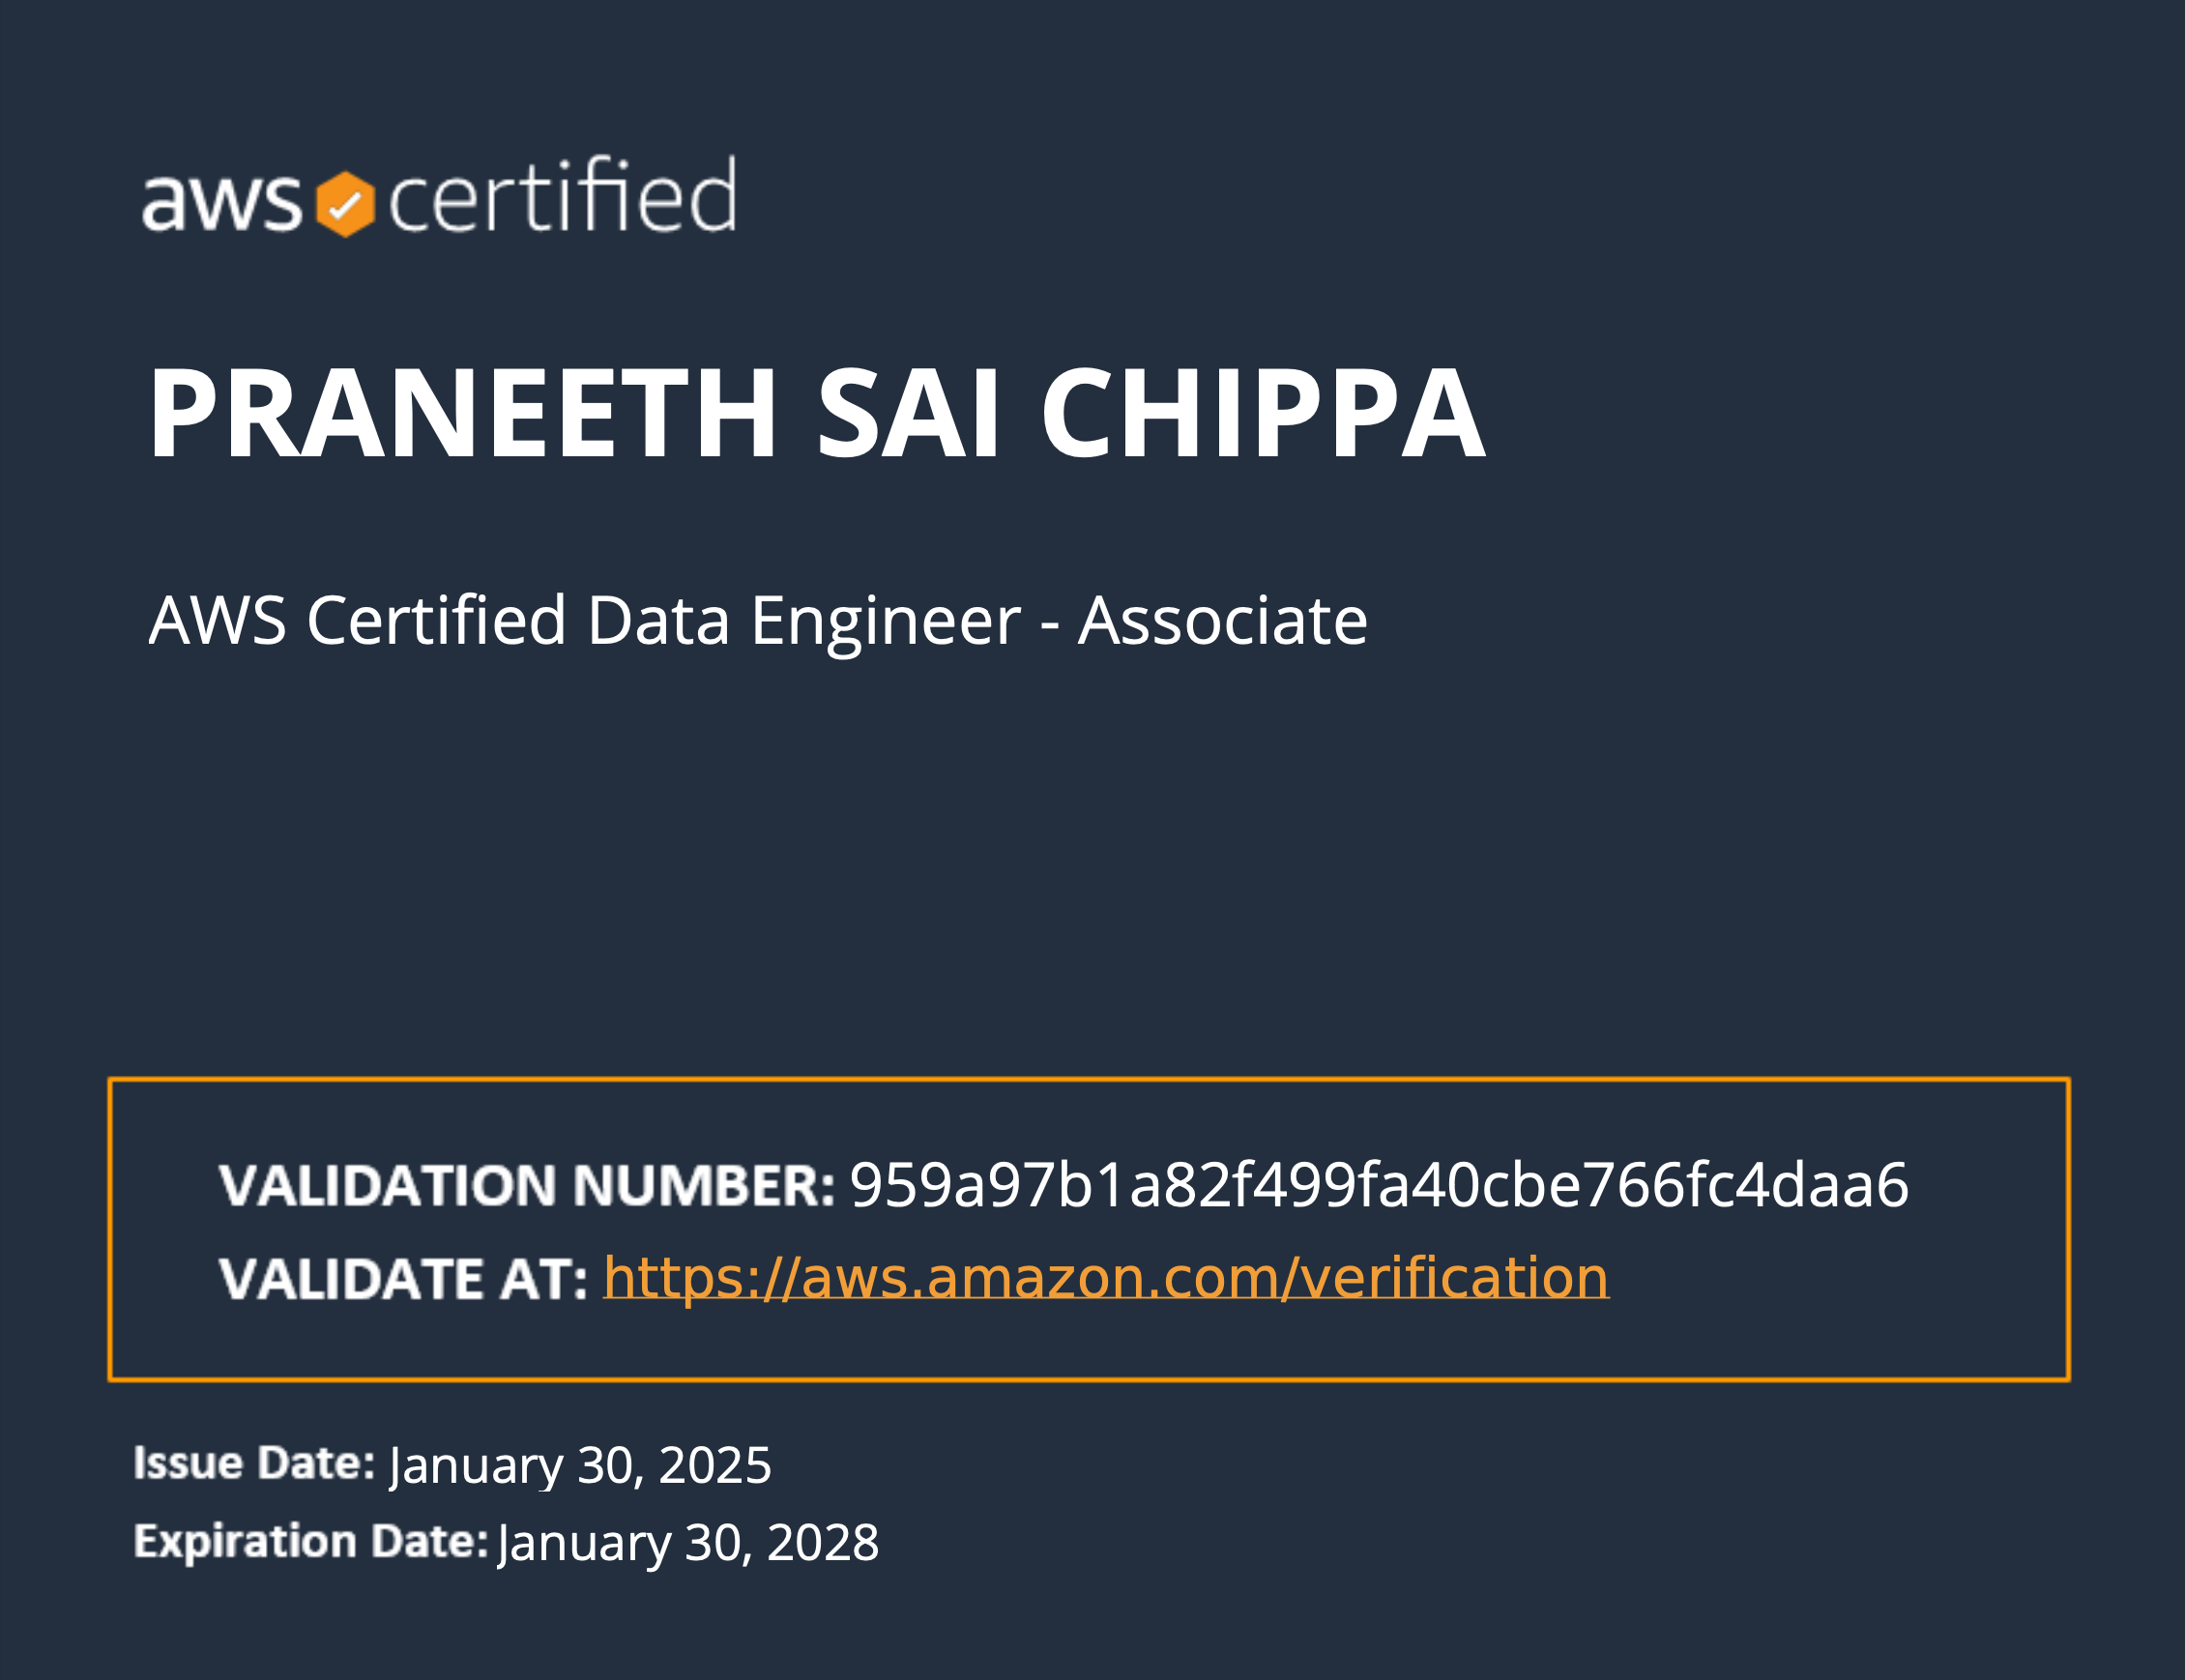 aws certified
PRANEETH SAI CHIPPA
AWS Certified Data Engineer - Associate
VALIDATION NUMBER: 959a97b1a82f499fa40cbe766fc4daa6
VALIDATE AT: https://aws.amazon.com/verification
Issue Date: January 30, 2025
Expiration Date: January 30, 2028